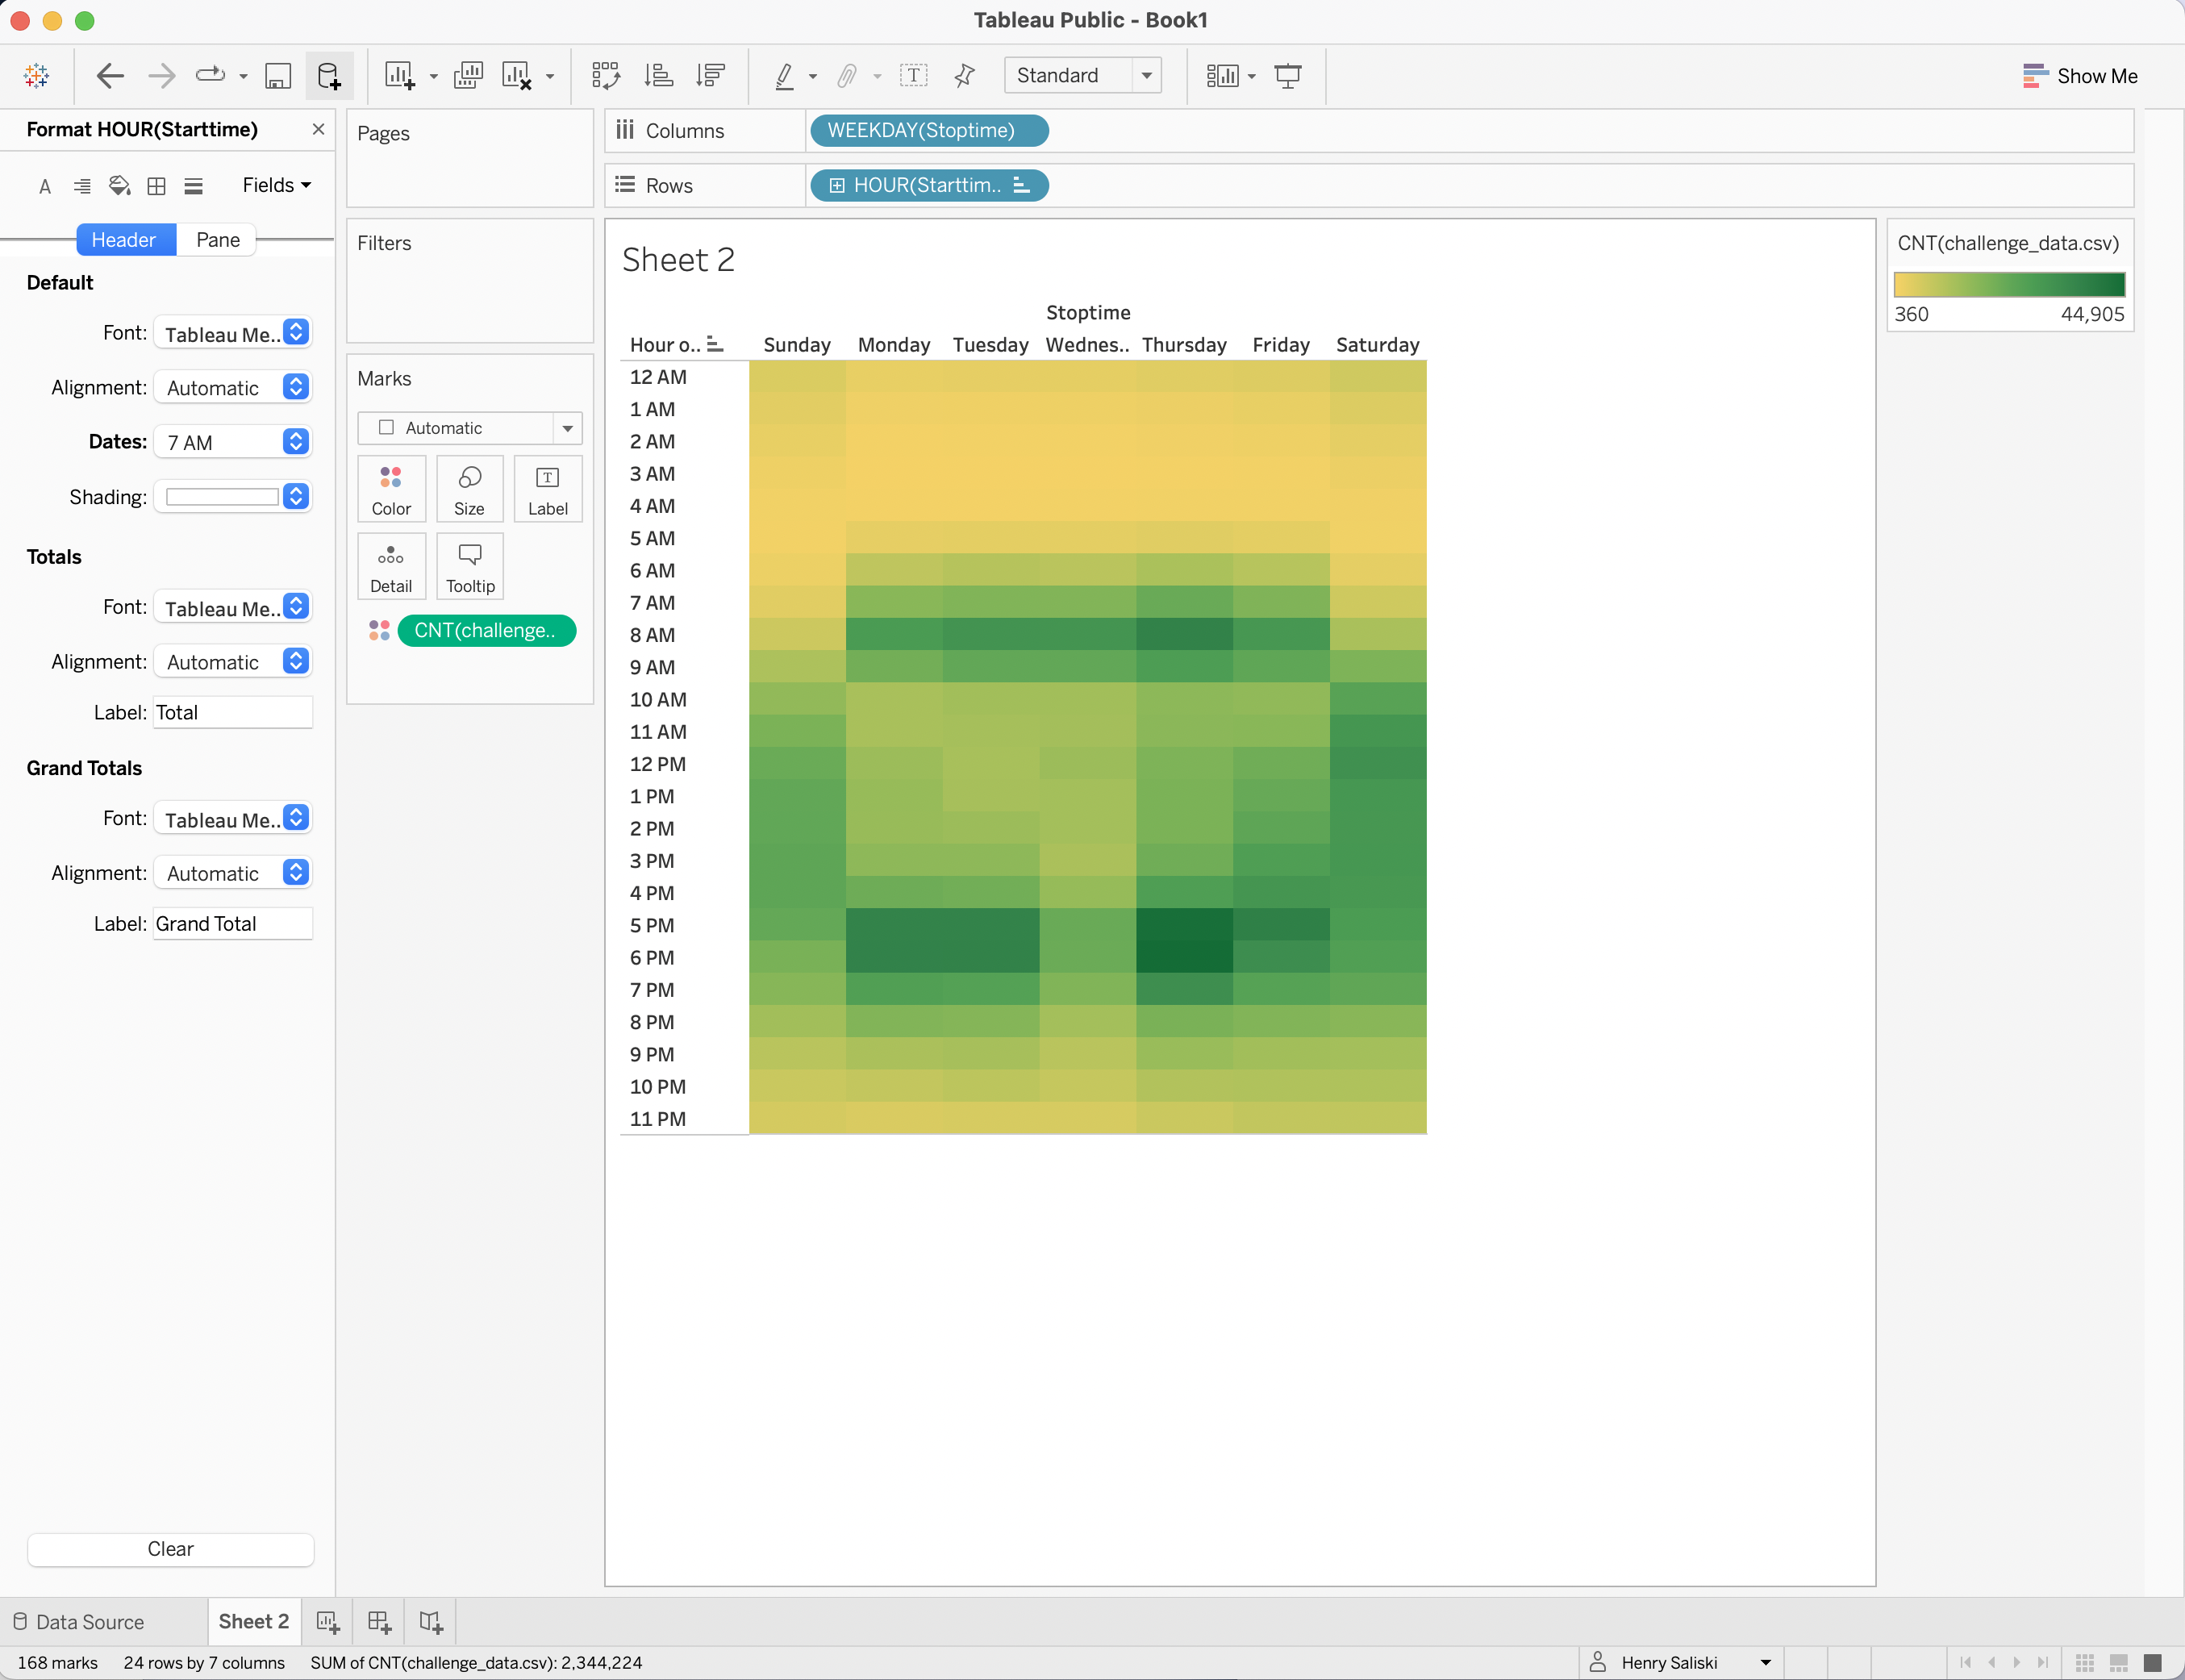 Tableau Public - Book1
Standard
Show Me
Format HOUR(Starttime)
Fields
Header Pane
Default
Font: Tableau Me..
Alignment: Automatic
Dates: 7 AM
Shading:
Totals
Font: Tableau Me..
Alignment: Automatic
Label: Total
Grand Totals
Font: Tableau Me..
Alignment: Automatic
Label: Grand Total
Clear
Pages
Filters
Marks
Automatic
Color Size Label
Detail Tooltip
CNT(challenge..
Columns WEEKDAY(Stoptime)
Rows HOUR(Starttim..
Sheet 2
Stoptime
Hour o.. Sunday Monday Tuesday Wednes.. Thursday Friday Saturday
12 AM
1 AM
2 AM
3 AM
4 AM
5 AM
6 AM
7 AM
8 AM
9 AM
10 AM
11 AM
12 PM
1 PM
2 PM
3 PM
4 PM
5 PM
6 PM
7 PM
8 PM
9 PM
10 PM
11 PM
CNT(challenge_data.csv)
360 44,905
Data Source Sheet 2
168 marks 24 rows by 7 columns SUM of CNT(challenge_data.csv): 2,344,224
Henry Saliski